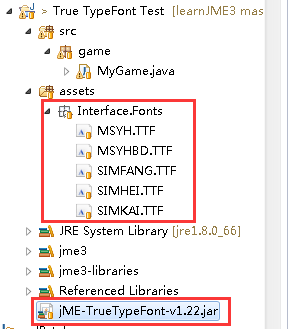 > True TypeFont Test [learnJME3 mas
src
game
MyGame.java
assets
Interface.Fonts
MSYH.TTF
MSYHBD.TTF
SIMFANG.TTF
SIMHEI.TTF
SIMKAI.TTF
JRE System Library [jre1.8.0_66]
jme3
jme3-libraries
Referenced Libraries
jME-TrueTypeFont-v1.22.jar